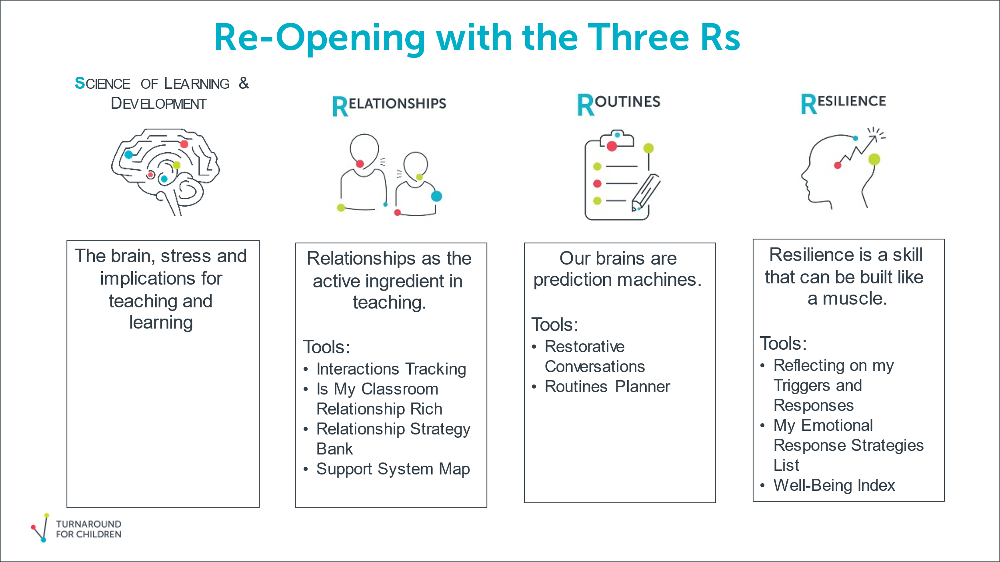 Re-Opening with the Three Rs
SCIENCE OF LEARNING &
DEVELOPMENT
RELATIONSHIPS
ROUTINES
RESILIENCE
The brain, stress and
implications for
teaching and
learning
Relationships as the
active ingredient in
teaching.
Tools:
• Interactions Tracking
• Is My Classroom
Relationship Rich
• Relationship Strategy
Bank
• Support System Map
Our brains are
prediction machines.
Tools:
• Restorative
Conversations
• Routines Planner
Resilience is a skill
that can be built like
a muscle.
Tools:
• Reflecting on my
Triggers and
Responses
• My Emotional
Response Strategies
List
• Well-Being Index
TURNAROUND
FOR CHILDREN